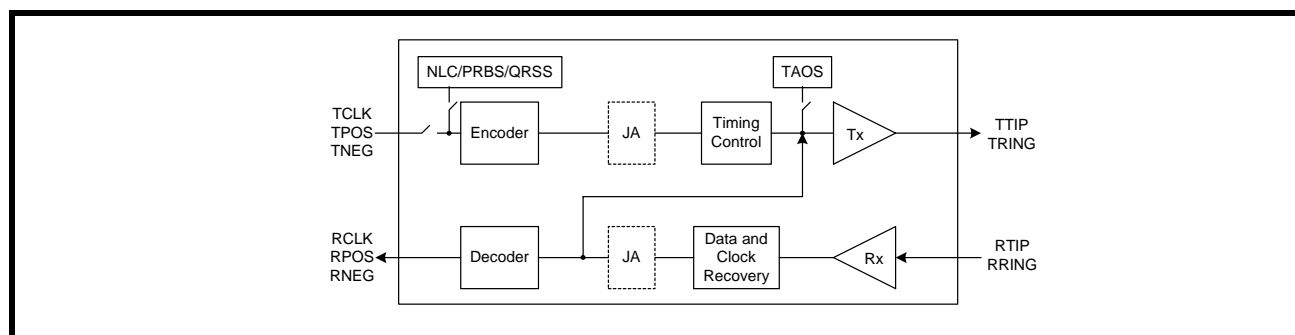 NLC/PRBS/QRSS
TAOS
TCLK
TPOS
TNEG
Encoder
JA
Timing
Control
Tx
TTIP
TRING
RCLK
RPOS
RNEG
Decoder
JA
Data and
Clock
Recovery
Rx
RTIP
RRING